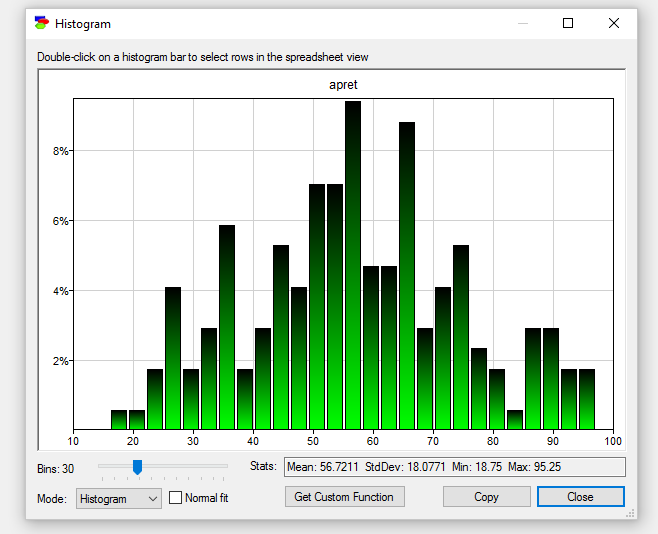 Histogram
Double-click on a histogram bar to select rows in the spreadsheet view
apret
8%
6%
4%
2%
10 20 30 40 50 60 70 80 90 100
Bins: 30 Stats: Mean: 56.7211 StdDev: 18.0771 Min: 18.75 Max: 95.25
Mode: Histogram Normal fit Get Custom Function Copy Close